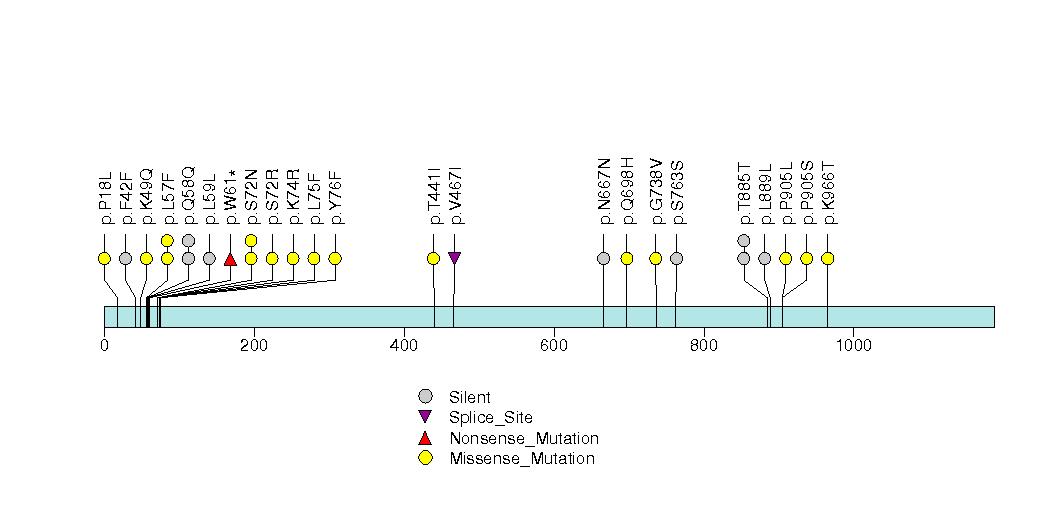 p.P18L
p.F42F
p.K49Q
p.L57F
p.Q58Q
p.L59L
p.W61*
p.S72N
p.S72R
p.K74R
p.L75F
p.Y76F
p.T441I
p.V467I
p.N667N
p.Q698H
p.G738V
p.S763S
p.T885T
p.L889L
p.P905L
p.P905S
p.K966T
0 200 400 600 800 1000
Silent
Splice_Site
Nonsense_Mutation
Missense_Mutation